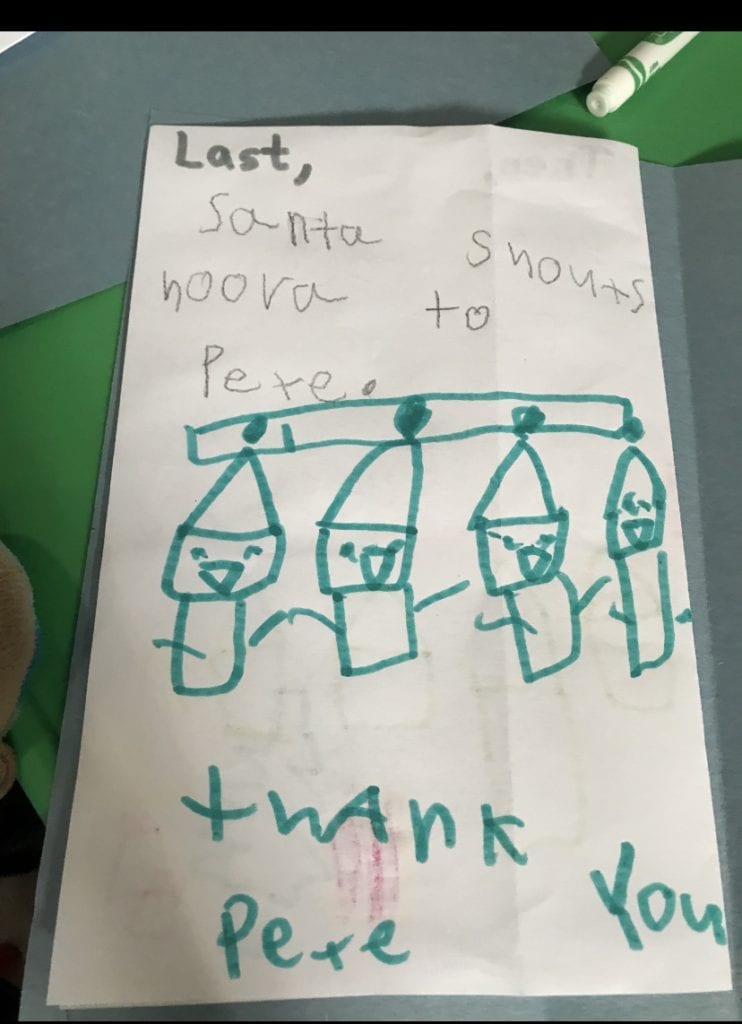 Last,
Santa shouts
hoora to
Pete.
thAnk You
Pete